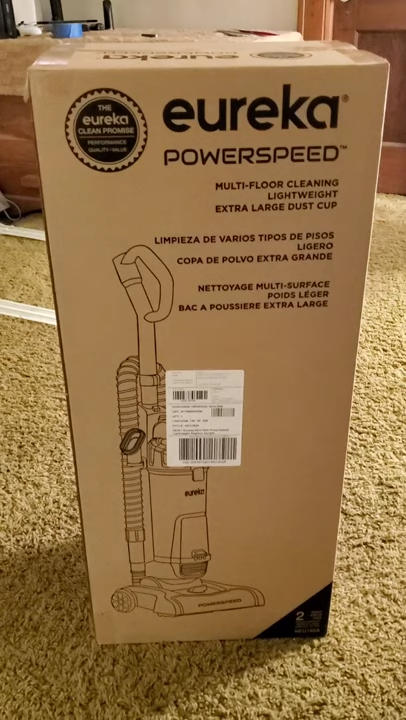 eureka
THE
eureka
CLEAN PROMISE
PERFORMANCE
QUALITY • VALUE
eureka®
POWERSPEED™
MULTI-FLOOR CLEANING
LIGHTWEIGHT
EXTRA LARGE DUST CUP
LIMPIEZA DE VARIOS TIPOS DE PISOS
LIGERO
COPA DE POLVO EXTRA GRANDE
NETTOYAGE MULTI-SURFACE
POIDS LÉGER
BAC A POUSSIERE EXTRA LARGE
eureka
POWERSPEED
2
NEU180A